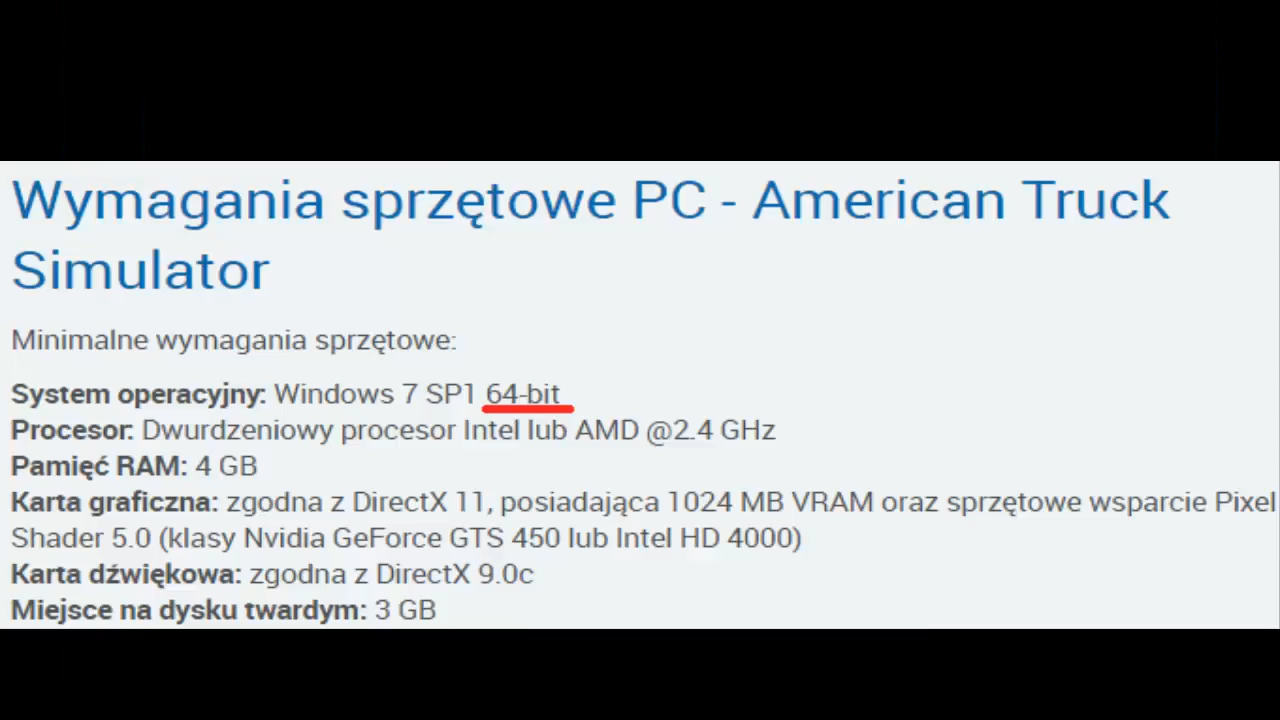 Wymagania sprzętowe PC - American Truck
Simulator
Minimalne wymagania sprzętowe:
System operacyjny: Windows 7 SP1 64-bit
Procesor: Dwurdzeniowy procesor Intel lub AMD @2.4 GHz
Pamięć RAM: 4 GB
Karta graficzna: zgodna z DirectX 11, posiadająca 1024 MB VRAM oraz sprzętowe wsparcie Pixel
Shader 5.0 (klasy Nvidia GeForce GTS 450 lub Intel HD 4000)
Karta dźwiękowa: zgodna z DirectX 9.0c
Miejsce na dysku twardym: 3 GB